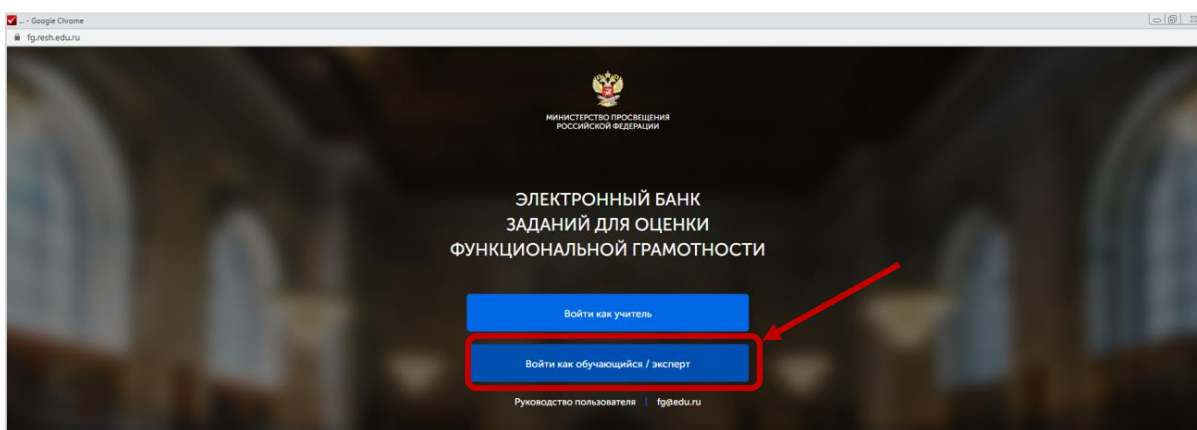 ... - Google Chrome
fg.resh.edu.ru
МИНИСТЕРСТВО ПРОСВЕЩЕНИЯ
РОССИЙСКОЙ ФЕДЕРАЦИИ
ЭЛЕКТРОННЫЙ БАНК
ЗАДАНИЙ ДЛЯ ОЦЕНКИ
ФУНКЦИОНАЛЬНОЙ ГРАМОТНОСТИ
Войти как учитель
Войти как обучающийся / эксперт
Руководство пользователя | fg@edu.ru